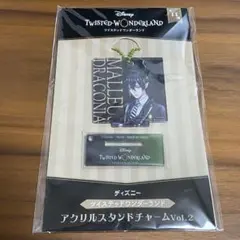 Disney
TWISTED-WONDERLAND
ツイステッドワンダーランド
MALLEUS
DRACONIA
Disney
TWISTED-WONDERLAND
ディズニー
ツイステッドワンダーランド
アクリルスタンドチャームVol.2